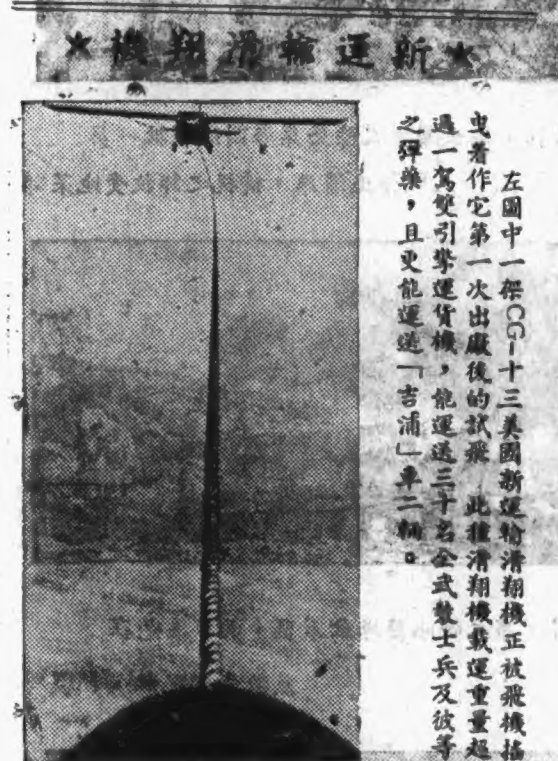 ★新運輸滑翔機★
左圖中一架CG-十三美國新運輸滑翔機正被飛機拖
曳着作它第一次出廠後的試飛 此種滑翔機載運重量超
過一駕雙引擎運貨機，能運送三十名全武裝士兵及彼等
之彈藥，且更能運送「吉浦」車二輛。